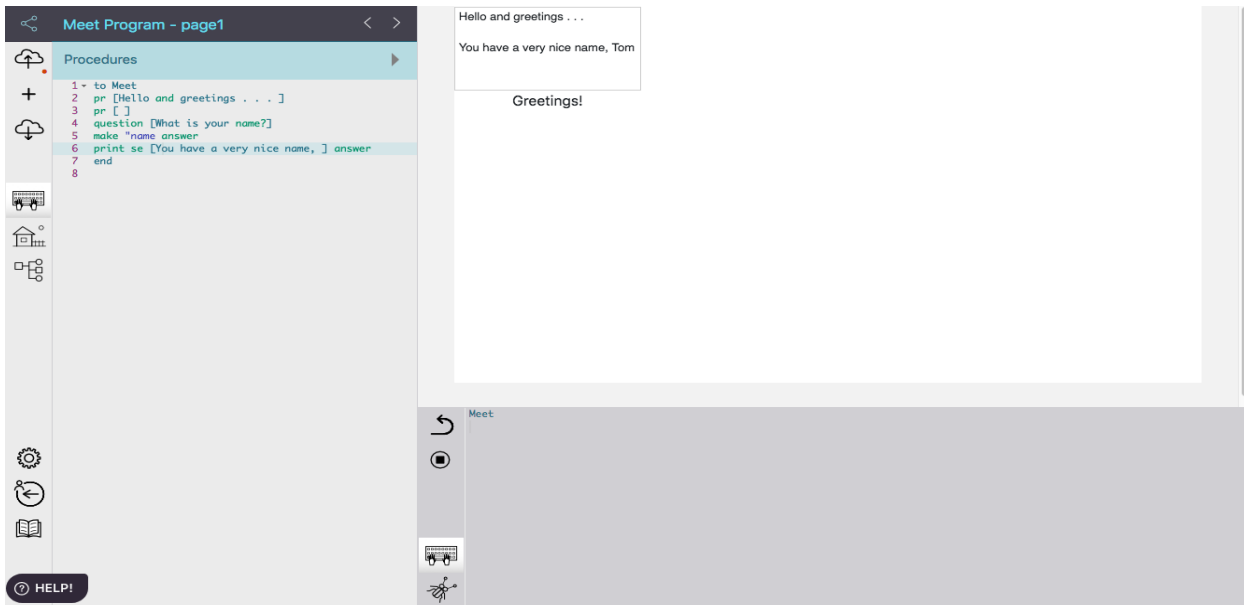 Meet Program - page1
Procedures
1 to Meet
2 pr [Hello and greetings . . . ]
3 pr [ ]
4 question [What is your name?]
5 make "name answer
6 print se [You have a very nice name, ] answer
7 end
8
HELP!
Hello and greetings . . .
You have a very nice name, Tom
Greetings!
Meet